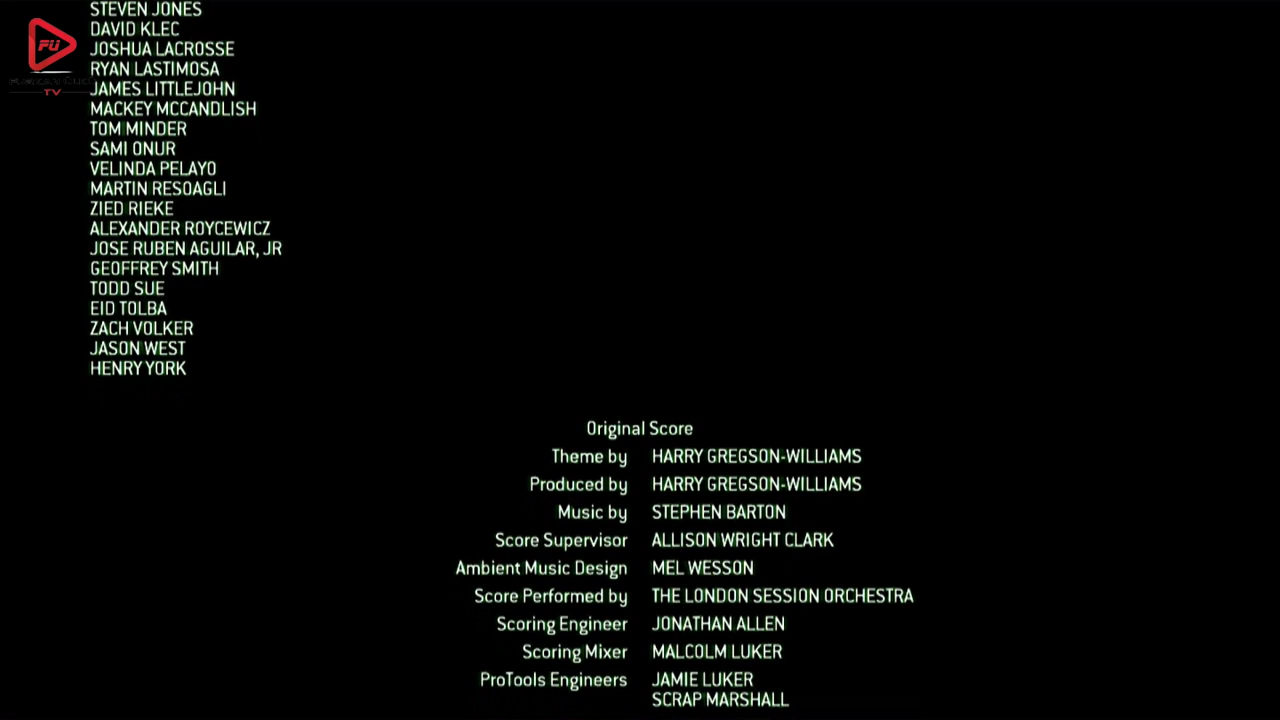 STEVEN JONES
DAVID KLEC
JOSHUA LACROSSE
RYAN LASTIMOSA
JAMES LITTLEJOHN
MACKEY MCCANDLISH
TOM MINDER
SAMI ONUR
VELINDA PELAYO
MARTIN RESOAGLI
ZIED RIEKE
ALEXANDER ROYCEWICZ
JOSE RUBEN AGUILAR, JR
GEOFFREY SMITH
TODD SUE
EID TOLBA
ZACH VOLKER
JASON WEST
HENRY YORK
FU
TV
Original Score
Theme by HARRY GREGSON-WILLIAMS
Produced by HARRY GREGSON-WILLIAMS
Music by STEPHEN BARTON
Score Supervisor ALLISON WRIGHT CLARK
Ambient Music Design MEL WESSON
Score Performed by THE LONDON SESSION ORCHESTRA
Scoring Engineer JONATHAN ALLEN
Scoring Mixer MALCOLM LUKER
ProTools Engineers JAMIE LUKER
SCRAP MARSHALL